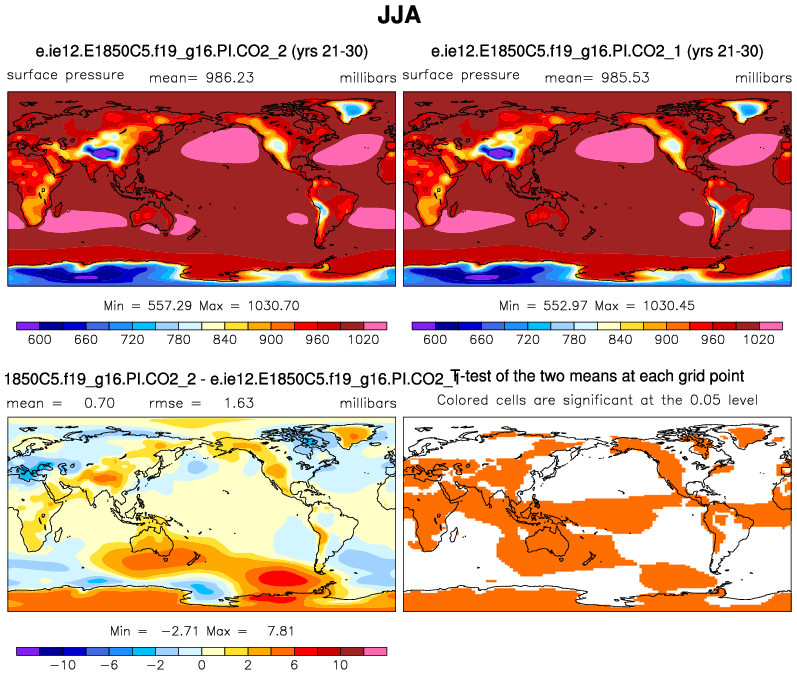 JJA
e.ie12.E1850C5.f19_g16.PI.CO2_2 (yrs 21-30)
surface pressure mean= 986.23 millibars
Min = 557.29 Max = 1030.70
600 660 720 780 840 900 960 1020
e.ie12.E1850C5.f19_g16.PI.CO2_1 (yrs 21-30)
surface pressure mean= 985.53 millibars
Min = 552.97 Max = 1030.45
600 660 720 780 840 900 960 1020
1850C5.f19_g16.PI.CO2_2 - e.ie12.E1850C5.f19_g16.PI.CO2_1
mean = 0.70 rmse = 1.63 millibars
Min = -2.71 Max = 7.81
-10 -6 -2 0 2 6 10
T-test of the two means at each grid point
Colored cells are significant at the 0.05 level